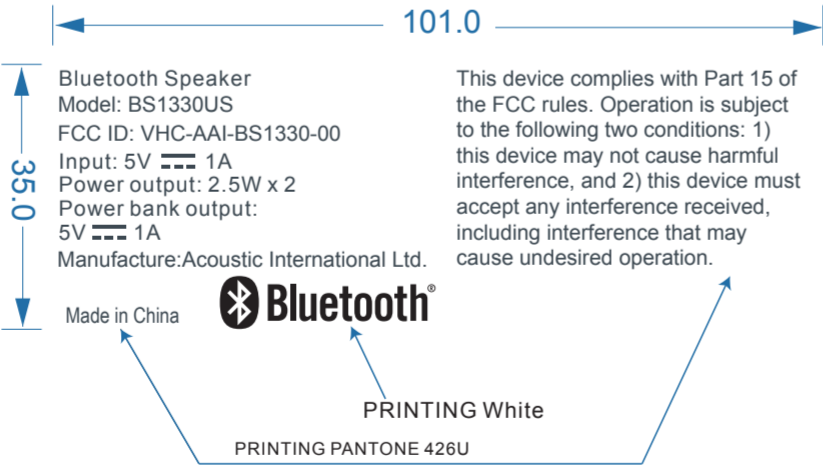 101.0
35.0
Bluetooth Speaker
Model: BS1330US
FCC ID: VHC-AAI-BS1330-00
Input: 5V 1A
Power output: 2.5W x 2
Power bank output:
5V 1A
Manufacture:Acoustic International Ltd.
Made in China
Bluetooth®
This device complies with Part 15 of
the FCC rules. Operation is subject
to the following two conditions: 1)
this device may not cause harmful
interference, and 2) this device must
accept any interference received,
including interference that may
cause undesired operation.
PRINTING White
PRINTING PANTONE 426U